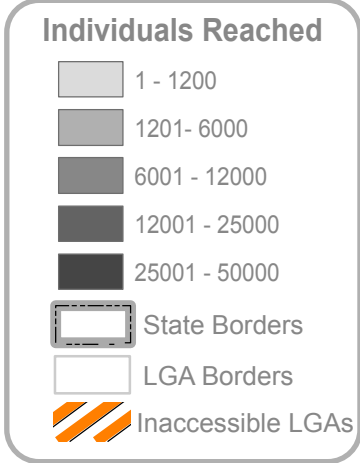 Individuals Reached
1 - 1200
1201- 6000
6001 - 12000
12001 - 25000
25001 - 50000
State Borders
LGA Borders
Inaccessible LGAs